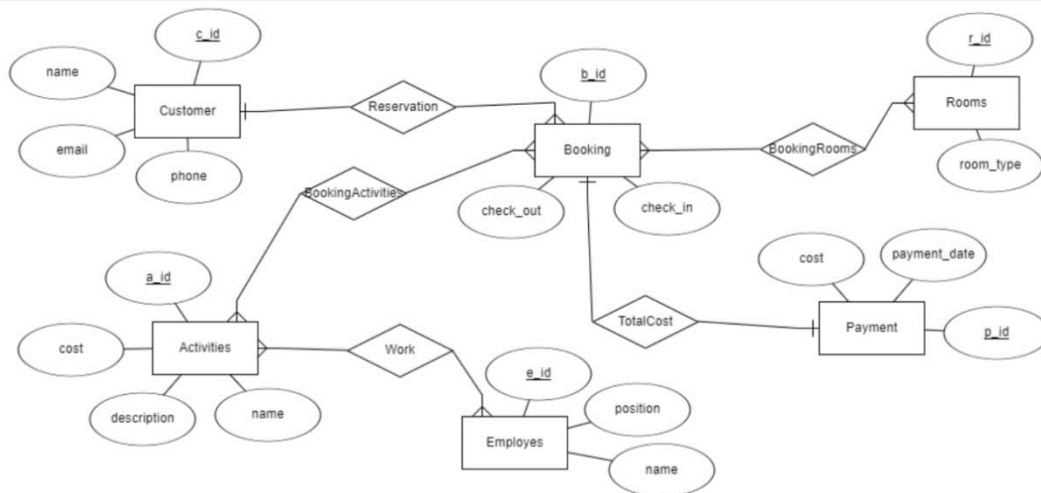 c_id
r_id
name
b_id
Customer
Reservation
Rooms
email
Booking
BookingRooms
phone
BookingActivities
room_type
check_out
check_in
a_id
cost
payment_date
TotalCost
Payment
p_id
cost
Activities
Work
e_id
position
description
name
Employes
name